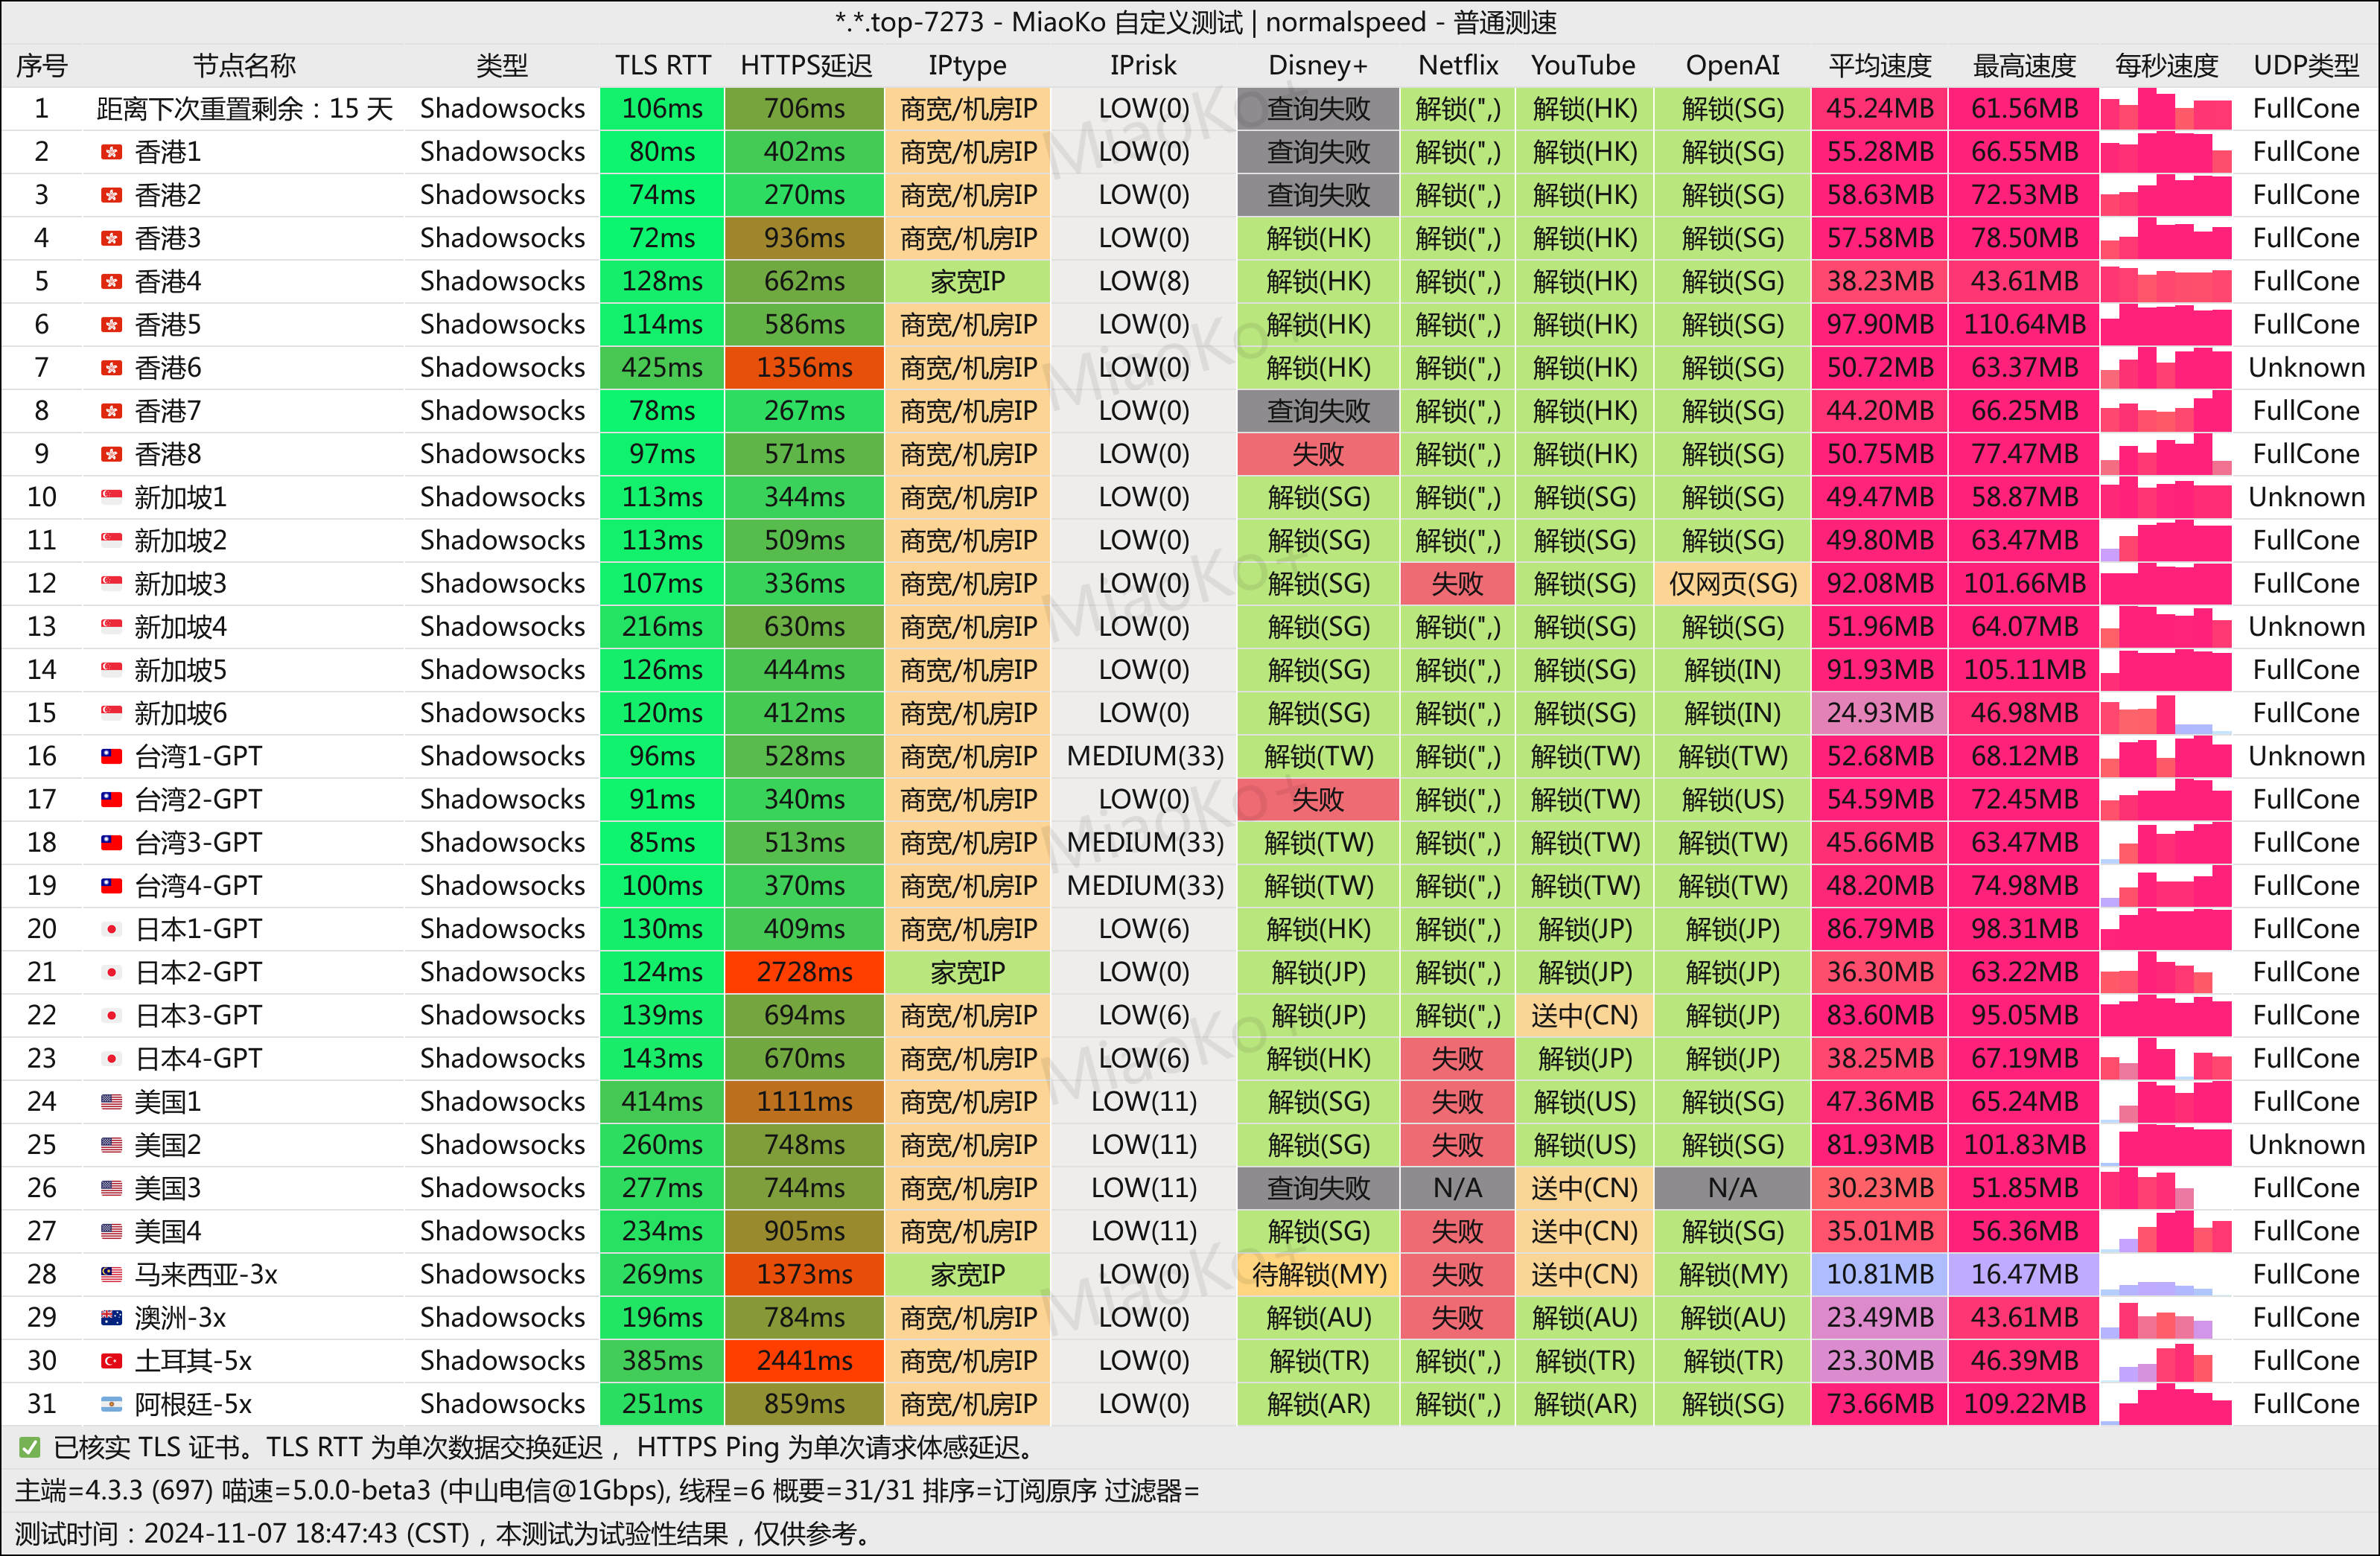 *.*.top-7273 - MiaoKo 自定义测试 | normalspeed - 普通测速
序号 节点名称 类型 TLS RTT HTTPS延迟 IPtype IPrisk Disney+ Netflix YouTube OpenAI 平均速度 最高速度 每秒速度 UDP类型
1 距离下次重置剩余：15 天 Shadowsocks 106ms 706ms 商宽/机房IP LOW(0) 查询失败 解锁(",) 解锁(HK) 解锁(SG) 45.24MB 61.56MB FullCone
2 香港1 Shadowsocks 80ms 402ms 商宽/机房IP LOW(0) 查询失败 解锁(",) 解锁(HK) 解锁(SG) 55.28MB 66.55MB FullCone
3 香港2 Shadowsocks 74ms 270ms 商宽/机房IP LOW(0) 查询失败 解锁(",) 解锁(HK) 解锁(SG) 58.63MB 72.53MB FullCone
4 香港3 Shadowsocks 72ms 936ms 商宽/机房IP LOW(0) 解锁(HK) 解锁(",) 解锁(HK) 解锁(SG) 57.58MB 78.50MB FullCone
5 香港4 Shadowsocks 128ms 662ms 家宽IP LOW(8) 解锁(HK) 解锁(",) 解锁(HK) 解锁(SG) 38.23MB 43.61MB FullCone
6 香港5 Shadowsocks 114ms 586ms 商宽/机房IP LOW(0) 解锁(HK) 解锁(",) 解锁(HK) 解锁(SG) 97.90MB 110.64MB FullCone
7 香港6 Shadowsocks 425ms 1356ms 商宽/机房IP LOW(0) 解锁(HK) 解锁(",) 解锁(HK) 解锁(SG) 50.72MB 63.37MB Unknown
8 香港7 Shadowsocks 78ms 267ms 商宽/机房IP LOW(0) 查询失败 解锁(",) 解锁(HK) 解锁(SG) 44.20MB 66.25MB FullCone
9 香港8 Shadowsocks 97ms 571ms 商宽/机房IP LOW(0) 失败 解锁(",) 解锁(HK) 解锁(SG) 50.75MB 77.47MB FullCone
10 新加坡1 Shadowsocks 113ms 344ms 商宽/机房IP LOW(0) 解锁(SG) 解锁(",) 解锁(SG) 解锁(SG) 49.47MB 58.87MB Unknown
11 新加坡2 Shadowsocks 113ms 509ms 商宽/机房IP LOW(0) 解锁(SG) 解锁(",) 解锁(SG) 解锁(SG) 49.80MB 63.47MB FullCone
12 新加坡3 Shadowsocks 107ms 336ms 商宽/机房IP LOW(0) 解锁(SG) 失败 解锁(SG) 仅网页(SG) 92.08MB 101.66MB FullCone
13 新加坡4 Shadowsocks 216ms 630ms 商宽/机房IP LOW(0) 解锁(SG) 解锁(",) 解锁(SG) 解锁(SG) 51.96MB 64.07MB Unknown
14 新加坡5 Shadowsocks 126ms 444ms 商宽/机房IP LOW(0) 解锁(SG) 解锁(",) 解锁(SG) 解锁(IN) 91.93MB 105.11MB FullCone
15 新加坡6 Shadowsocks 120ms 412ms 商宽/机房IP LOW(0) 解锁(SG) 解锁(",) 解锁(SG) 解锁(IN) 24.93MB 46.98MB FullCone
16 台湾1-GPT Shadowsocks 96ms 528ms 商宽/机房IP MEDIUM(33) 解锁(TW) 解锁(",) 解锁(TW) 解锁(TW) 52.68MB 68.12MB Unknown
17 台湾2-GPT Shadowsocks 91ms 340ms 商宽/机房IP LOW(0) 失败 解锁(",) 解锁(TW) 解锁(US) 54.59MB 72.45MB FullCone
18 台湾3-GPT Shadowsocks 85ms 513ms 商宽/机房IP MEDIUM(33) 解锁(TW) 解锁(",) 解锁(TW) 解锁(TW) 45.66MB 63.47MB FullCone
19 台湾4-GPT Shadowsocks 100ms 370ms 商宽/机房IP MEDIUM(33) 解锁(TW) 解锁(",) 解锁(TW) 解锁(TW) 48.20MB 74.98MB FullCone
20 日本1-GPT Shadowsocks 130ms 409ms 商宽/机房IP LOW(6) 解锁(HK) 解锁(",) 解锁(JP) 解锁(JP) 86.79MB 98.31MB FullCone
21 日本2-GPT Shadowsocks 124ms 2728ms 家宽IP LOW(0) 解锁(JP) 解锁(",) 解锁(JP) 解锁(JP) 36.30MB 63.22MB FullCone
22 日本3-GPT Shadowsocks 139ms 694ms 商宽/机房IP LOW(6) 解锁(JP) 解锁(",) 送中(CN) 解锁(JP) 83.60MB 95.05MB FullCone
23 日本4-GPT Shadowsocks 143ms 670ms 商宽/机房IP LOW(6) 解锁(HK) 失败 解锁(JP) 解锁(JP) 38.25MB 67.19MB FullCone
24 美国1 Shadowsocks 414ms 1111ms 商宽/机房IP LOW(11) 解锁(SG) 失败 解锁(US) 解锁(SG) 47.36MB 65.24MB FullCone
25 美国2 Shadowsocks 260ms 748ms 商宽/机房IP LOW(11) 解锁(SG) 失败 解锁(US) 解锁(SG) 81.93MB 101.83MB Unknown
26 美国3 Shadowsocks 277ms 744ms 商宽/机房IP LOW(11) 查询失败 N/A 送中(CN) N/A 30.23MB 51.85MB FullCone
27 美国4 Shadowsocks 234ms 905ms 商宽/机房IP LOW(11) 解锁(SG) 失败 送中(CN) 解锁(SG) 35.01MB 56.36MB FullCone
28 马来西亚-3x Shadowsocks 269ms 1373ms 家宽IP LOW(0) 待解锁(MY) 失败 送中(CN) 解锁(MY) 10.81MB 16.47MB FullCone
29 澳洲-3x Shadowsocks 196ms 784ms 商宽/机房IP LOW(0) 解锁(AU) 失败 解锁(AU) 解锁(AU) 23.49MB 43.61MB FullCone
30 土耳其-5x Shadowsocks 385ms 2441ms 商宽/机房IP LOW(0) 解锁(TR) 解锁(",) 解锁(TR) 解锁(TR) 23.30MB 46.39MB FullCone
31 阿根廷-5x Shadowsocks 251ms 859ms 商宽/机房IP LOW(0) 解锁(AR) 解锁(",) 解锁(AR) 解锁(SG) 73.66MB 109.22MB FullCone
✅ 已核实 TLS 证书。TLS RTT 为单次数据交换延迟， HTTPS Ping 为单次请求体感延迟。
主端=4.3.3 (697) 喵速=5.0.0-beta3 (中山电信@1Gbps), 线程=6 概要=31/31 排序=订阅原序 过滤器=
测试时间：2024-11-07 18:47:43 (CST)，本测试为试验性结果，仅供参考。
MiaoKo+
MiaoKo+
MiaoKo+
MiaoKo+
MiaoKo+
MiaoKo+